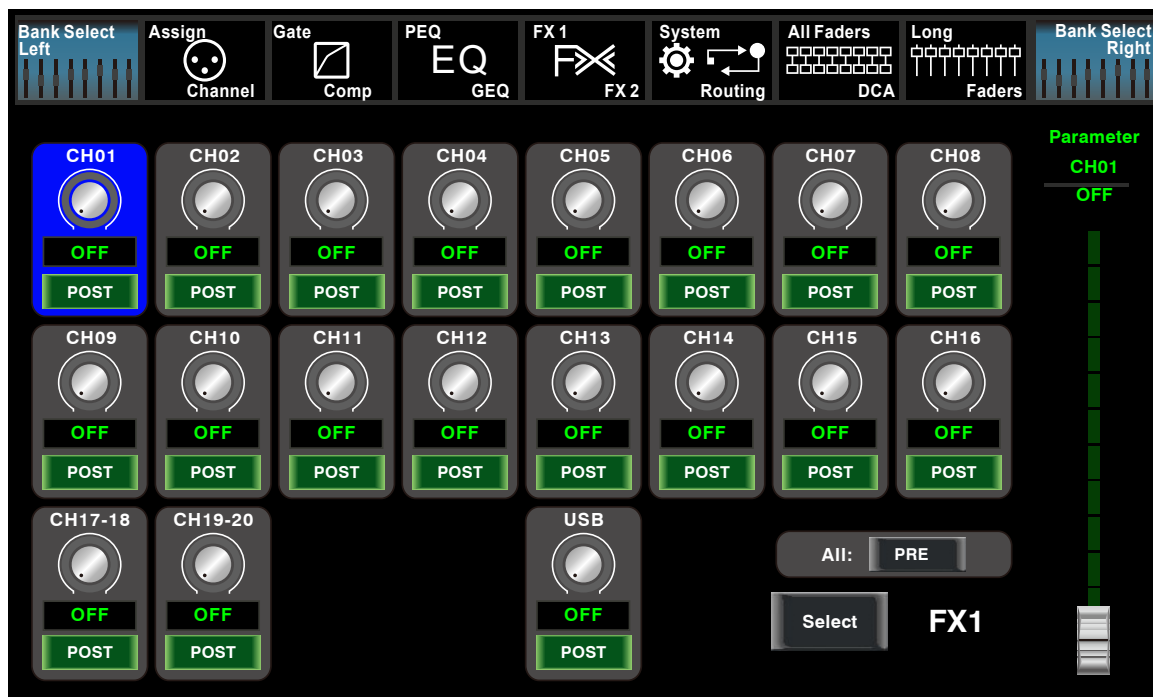 Bank Select
Left
Assign
Channel
Gate
Comp
PEQ
EQ
GEQ
FX 1
FX 2
System
Routing
All Faders
DCA
Long
Faders
Bank Select
Right
CH01 CH02 CH03 CH04 CH05 CH06 CH07 CH08
OFF OFF OFF OFF OFF OFF OFF OFF
POST POST POST POST POST POST POST POST
Parameter
CH01
OFF
CH09 CH10 CH11 CH12 CH13 CH14 CH15 CH16
OFF OFF OFF OFF OFF OFF OFF OFF
POST POST POST POST POST POST POST POST
CH17-18 CH19-20 USB
OFF OFF OFF
POST POST POST
All: PRE
Select FX1